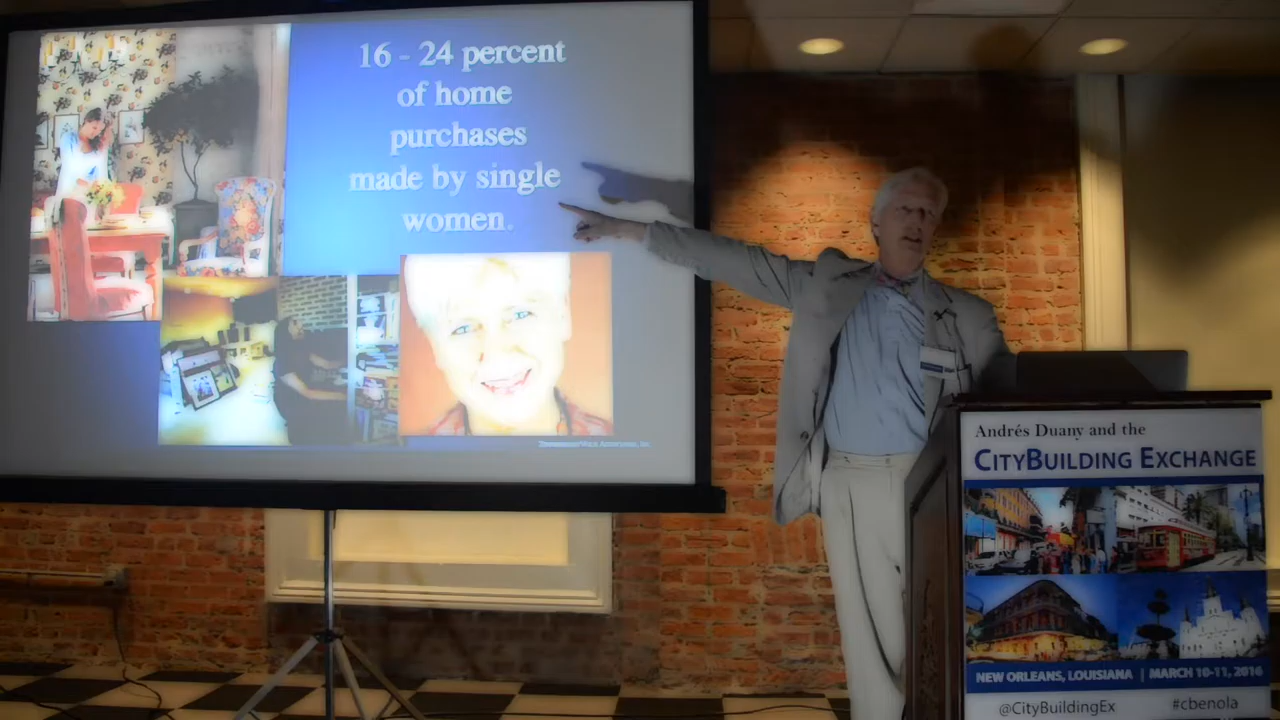 16 - 24 percent
of home
purchases
made by single
women.
Andrés Duany and the
CITYBUILDING EXCHANGE
NEW ORLEANS, LOUISIANA | MARCH 10-11, 2016
@CityBuildingEx #cbenola